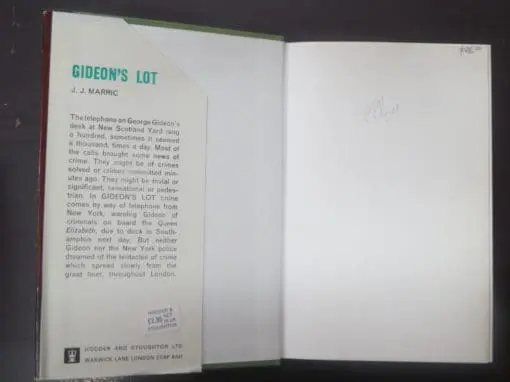 GIDEON'S LOT
J. J. MARRIC
The telephone on George Gideon's
desk at New Scotland Yard rang
a hundred, sometimes it seemed
a thousand, times a day. Most of
the calls brought some news of
crime. They might be of crimes
solved or crimes committed min-
utes ago. They might be trivial or
significant, sensational or pedes-
trian. In GIDEON'S LOT crime
comes by way of telephone from
New York, warning Gideon of
criminals on board the Queen
Elizabeth, due to dock in South-
ampton next day. But neither
Gideon nor the New York police
dreamed of the tentacles of crime
which spread slowly from the
great liner, throughout London.
HODDER &
NET
IN UK
STOUGHTON
HODDER AND STOUGHTON LTD
WARWICK LANE LONDON EC4P 4AH